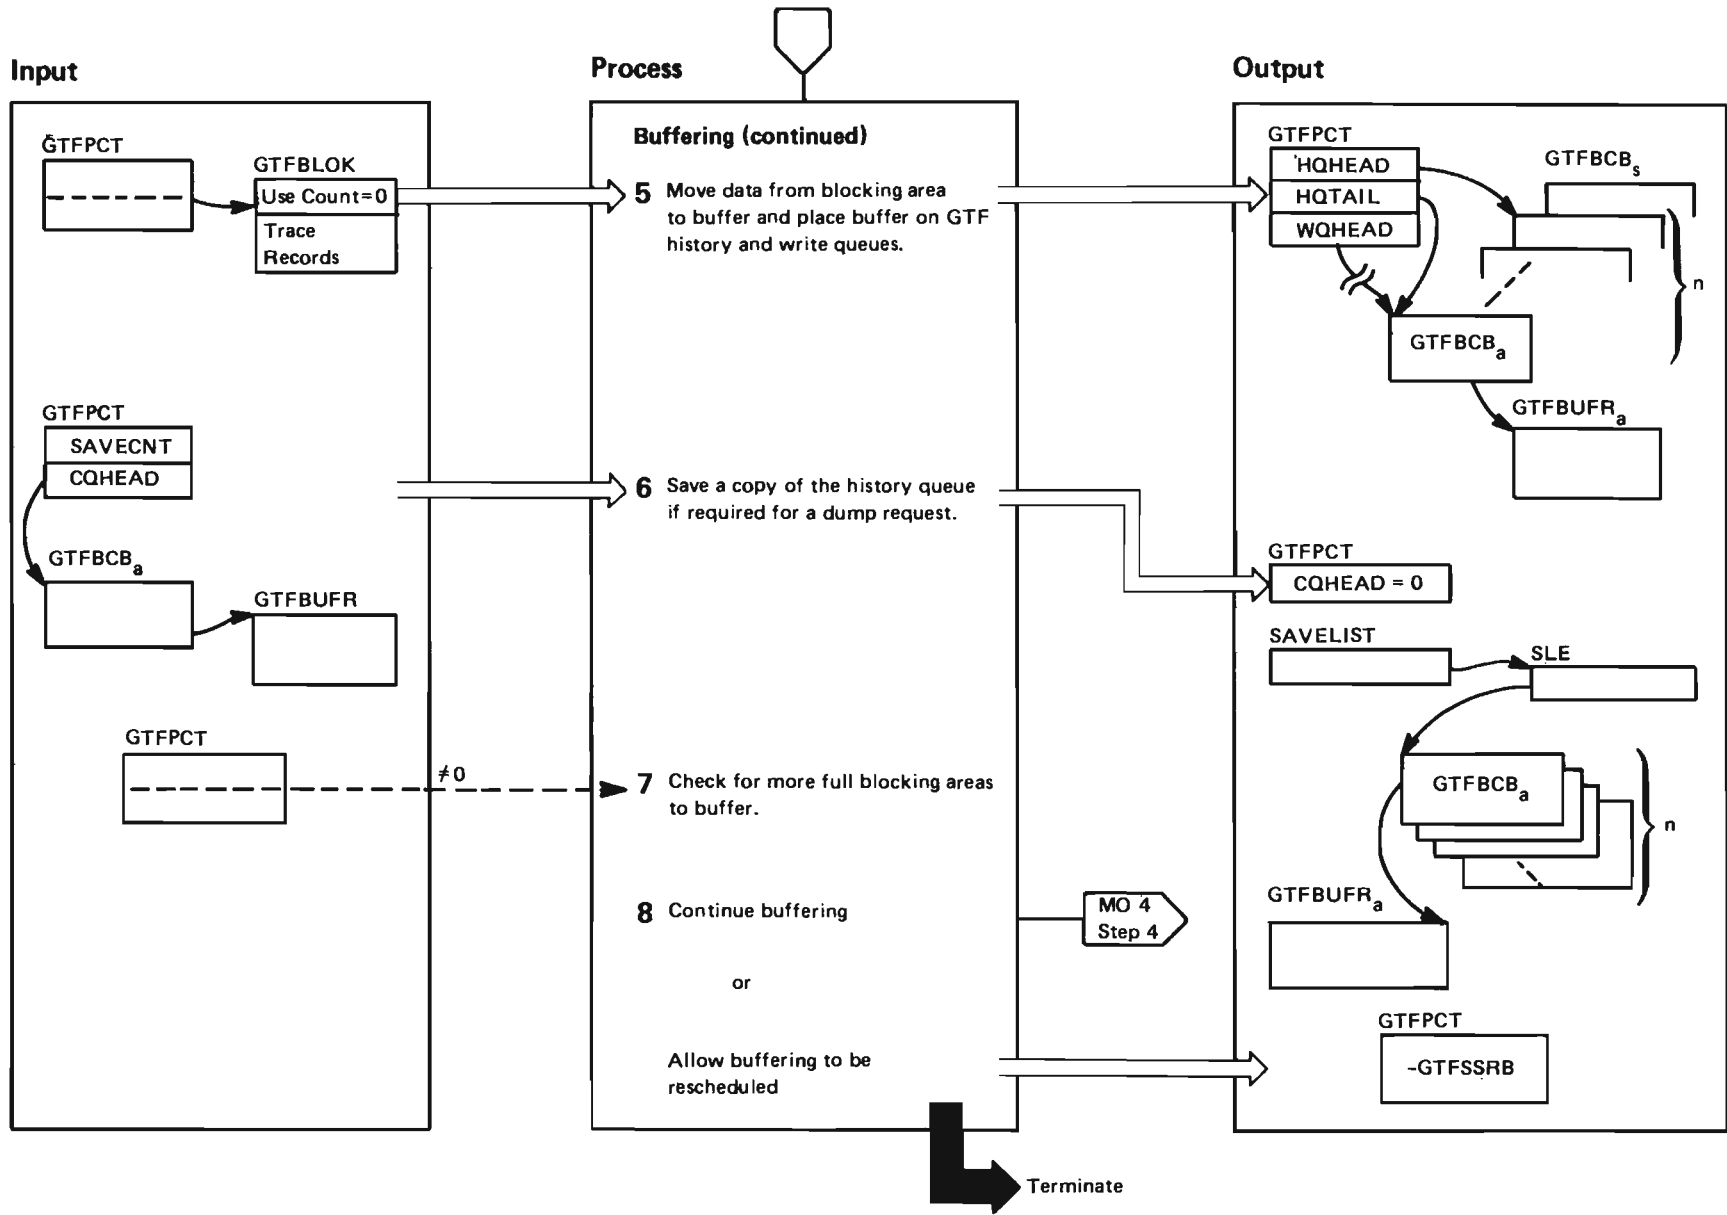 Input
Process
Output
GTFPCT
GTFBLOK
Use Count=0
Trace
Records
GTFPCT
SAVECNT
CQHEAD
GTFBCBa
GTFBUFR
GTFPCT
≠0
Buffering (continued)
5 Move data from blocking area
to buffer and place buffer on GTF
history and write queues.
6 Save a copy of the history queue
if required for a dump request.
7 Check for more full blocking areas
to buffer.
8 Continue buffering
or
Allow buffering to be
rescheduled
MO 4
Step 4
Terminate
GTFPCT
HQHEAD
HQTAIL
WQHEAD
GTFBCBs
n
GTFBCBa
GTFBUFRa
GTFPCT
CQHEAD = 0
SAVELIST
SLE
GTFBCBa
n
GTFBUFRa
GTFPCT
-GTFSSRB